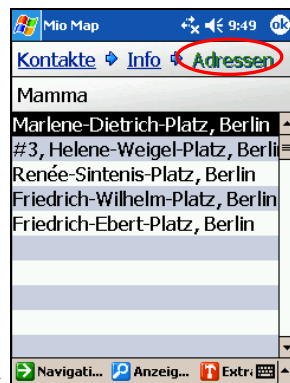 Mio Map 9:49 ok
Kontakte Info Adressen
Mamma
Marlene-Dietrich-Platz, Berlin
#3, Helene-Weigel-Platz, Berli
Renée-Sintenis-Platz, Berlin
Friedrich-Wilhelm-Platz, Berlin
Friedrich-Ebert-Platz, Berlin
Navigati... Anzeig... Extr